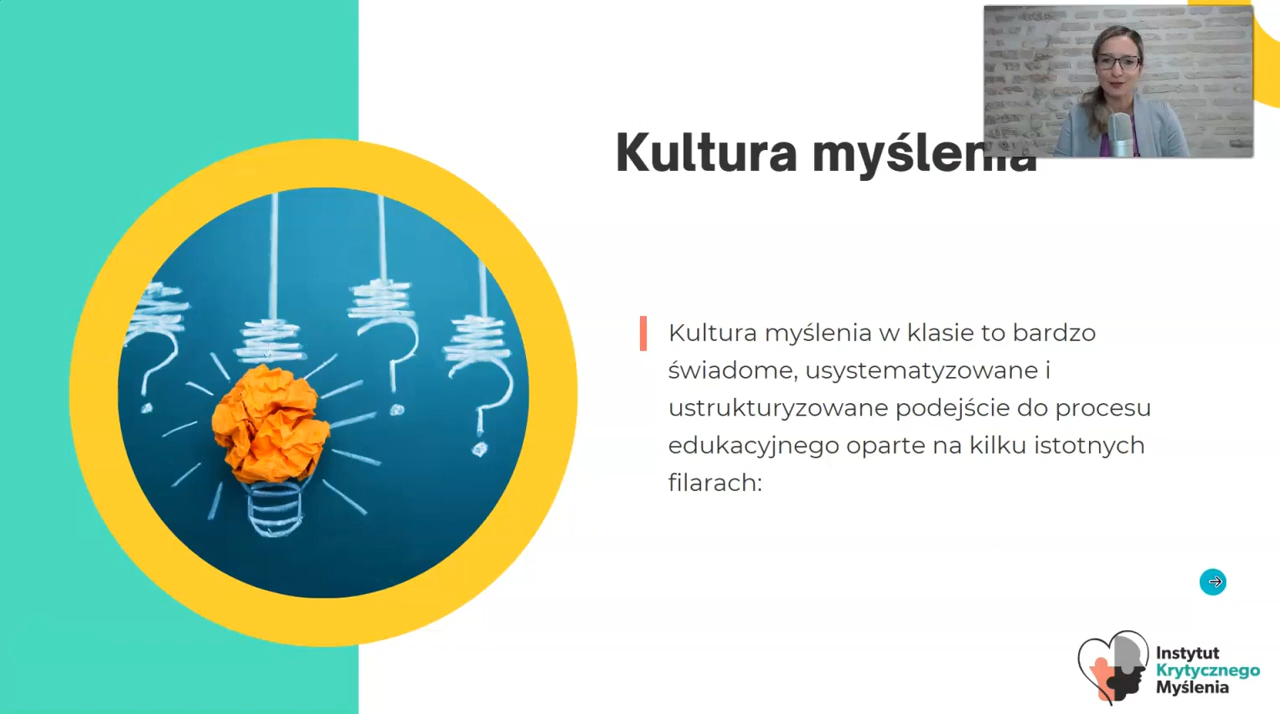 Kultura myślenia
Kultura myślenia w klasie to bardzo
świadome, usystematyzowane i
ustrukturyzowane podejście do procesu
edukacyjnego oparte na kilku istotnych
filarach:
Instytut
Krytycznego
Myślenia